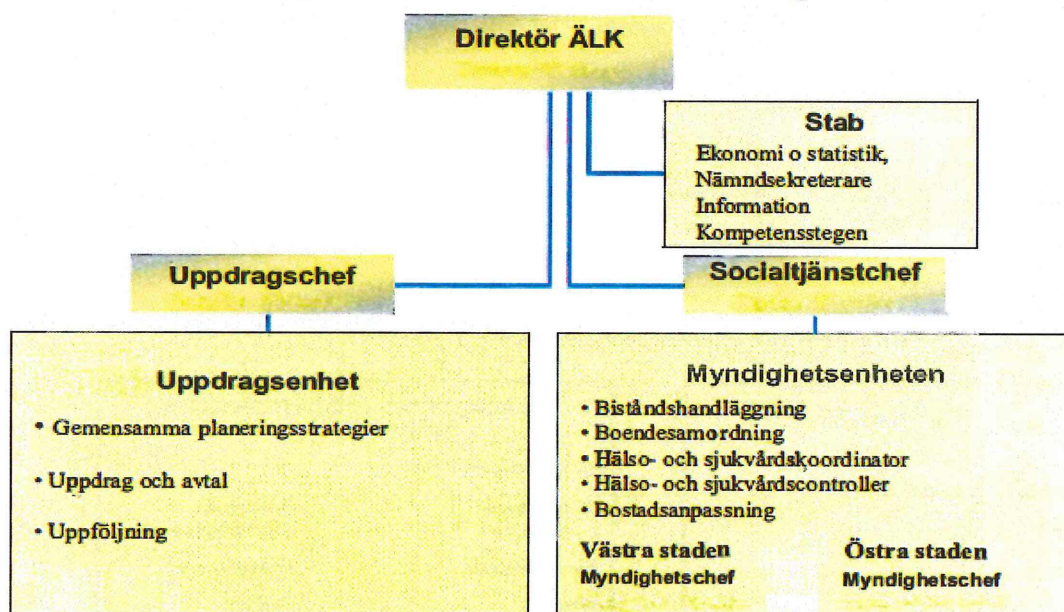 Direktör ÄLK
Stab
Ekonomi o statistik,
Nämndsekreterare
Information
Kompetensstegen
Uppdragschef
Socialtjänstchef
Uppdragsenhet
• Gemensamma planeringsstrategier
• Uppdrag och avtal
• Uppföljning
Myndighetsenheten
• Biståndshandläggning
• Boendesamordning
• Hälso- och sjukvårdskoordinator
• Hälso- och sjukvårdscontroller
• Bostadsanpassning
Västra staden
Myndighetschef
Östra staden
Myndighetschef